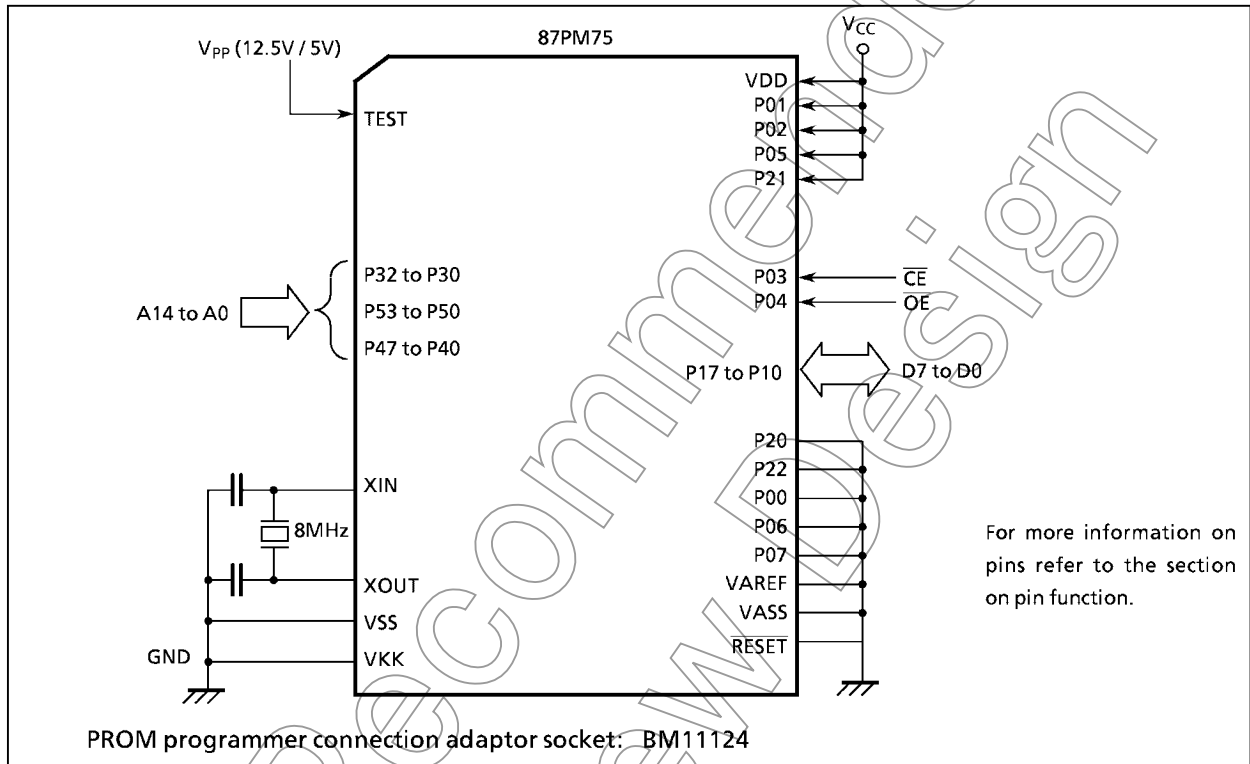 87PM75
VPP (12.5V / 5V)
VCC
TEST
VDD
P01
P02
P05
P21
A14 to A0
P32 to P30
P53 to P50
P47 to P40
P03
P04
CE
OE
P17 to P10
D7 to D0
XIN
8MHz
XOUT
VSS
GND
VKK
P20
P22
P00
P06
P07
VAREF
VASS
RESET
For more information on
pins refer to the section
on pin function.
PROM programmer connection adaptor socket: BM11124
Recommended
New Design